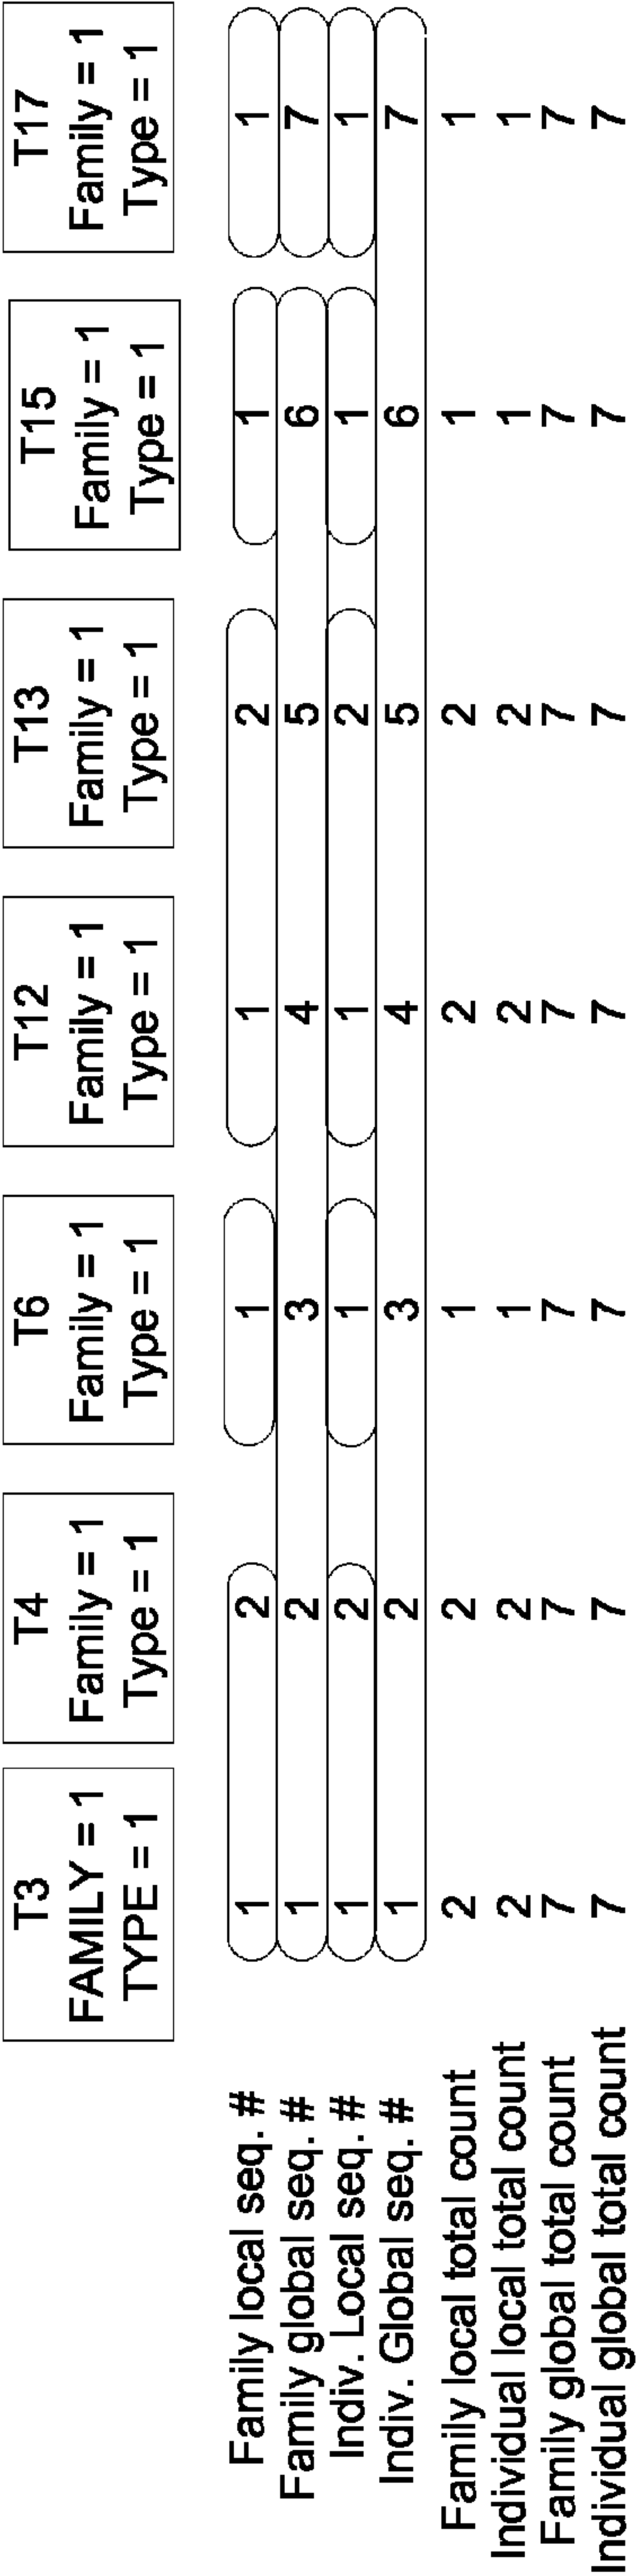 T3
FAMILY = 1
TYPE = 1
T4
Family = 1
Type = 1
T6
Family = 1
Type = 1
T12
Family = 1
Type = 1
T13
Family = 1
Type = 1
T15
Family = 1
Type = 1
T17
Family = 1
Type = 1
Family local seq. # 1 2 1 1 2 1 1
Family global seq. # 1 2 3 4 5 6 7
Indiv. Local seq. # 1 2 1 1 2 1 1
Indiv. Global seq. # 1 2 3 4 5 6 7
Family local total count 2 2 1 2 2 1 1
Individual local total count 2 2 1 2 2 1 1
Family global total count 7 7 7 7 7 7 7
Individual global total count 7 7 7 7 7 7 7